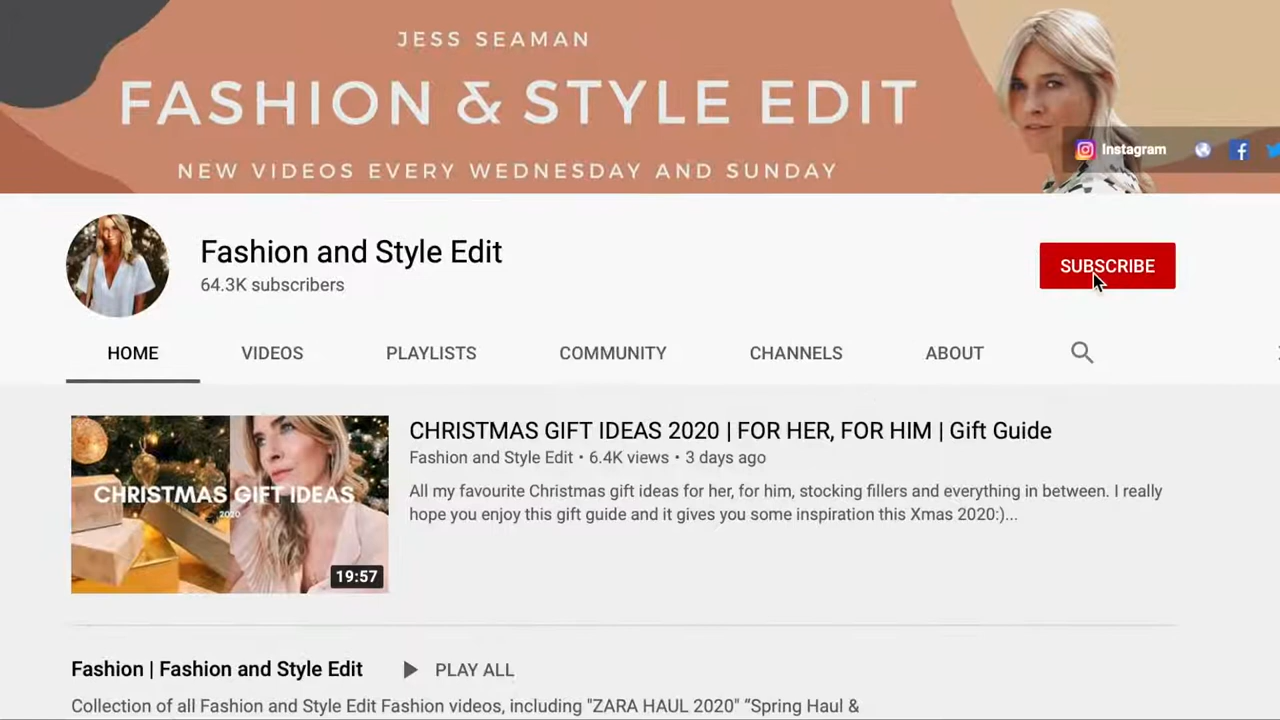 JESS SEAMAN
FASHION & STYLE EDIT
NEW VIDEOS EVERY WEDNESDAY AND SUNDAY
Instagram
Fashion and Style Edit
64.3K subscribers
SUBSCRIBE
HOME VIDEOS PLAYLISTS COMMUNITY CHANNELS ABOUT
CHRISTMAS GIFT IDEAS
2020
19:57
CHRISTMAS GIFT IDEAS 2020 | FOR HER, FOR HIM | Gift Guide
Fashion and Style Edit • 6.4K views • 3 days ago
All my favourite Christmas gift ideas for her, for him, stocking fillers and everything in between. I really
hope you enjoy this gift guide and it gives you some inspiration this Xmas 2020:)...
Fashion | Fashion and Style Edit PLAY ALL
Collection of all Fashion and Style Edit Fashion videos, including "ZARA HAUL 2020" "Spring Haul &